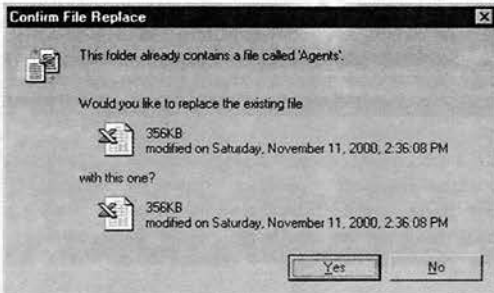 Confirm File Replace
This folder already contains a file called 'Agents'.
Would you like to replace the existing file
356KB
modified on Saturday, November 11, 2000, 2:36:08 PM
with this one?
356KB
modified on Saturday, November 11, 2000, 2:36:08 PM
Yes No